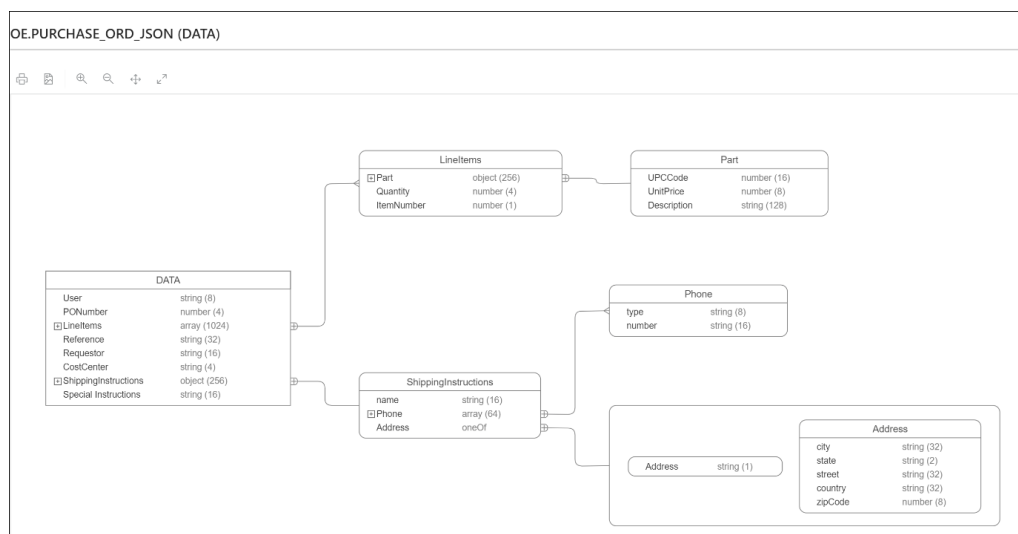 OE.PURCHASE_ORD_JSON (DATA)
LineItems
Part object (256)
Quantity number (4)
ItemNumber number (1)
Part
UPCCode number (16)
UnitPrice number (8)
Description string (128)
DATA
User string (8)
PONumber number (4)
LineItems array (1024)
Reference string (32)
Requestor string (16)
CostCenter string (4)
ShippingInstructions object (256)
Special Instructions string (16)
Phone
type string (8)
number string (16)
ShippingInstructions
name string (16)
Phone array (64)
Address oneOf
Address string (1)
Address
city string (32)
state string (2)
street string (32)
country string (32)
zipCode number (8)